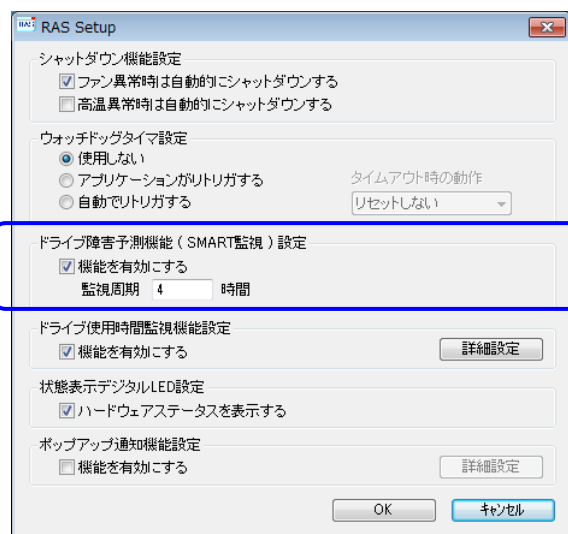 RAS RAS Setup
シャットダウン機能設定
ファン異常時は自動的にシャットダウンする
高温異常時は自動的にシャットダウンする
ウォッチドッグタイマ設定
使用しない
アプリケーションがリトリガする
タイムアウト時の動作
自動でリトリガする
リセットしない
ドライブ障害予測機能（SMART監視）設定
機能を有効にする
監視周期 4 時間
ドライブ使用時間監視機能設定
機能を有効にする
詳細設定
状態表示デジタルLED設定
ハードウェアステータスを表示する
ポップアップ通知機能設定
機能を有効にする
詳細設定
OK キャンセル